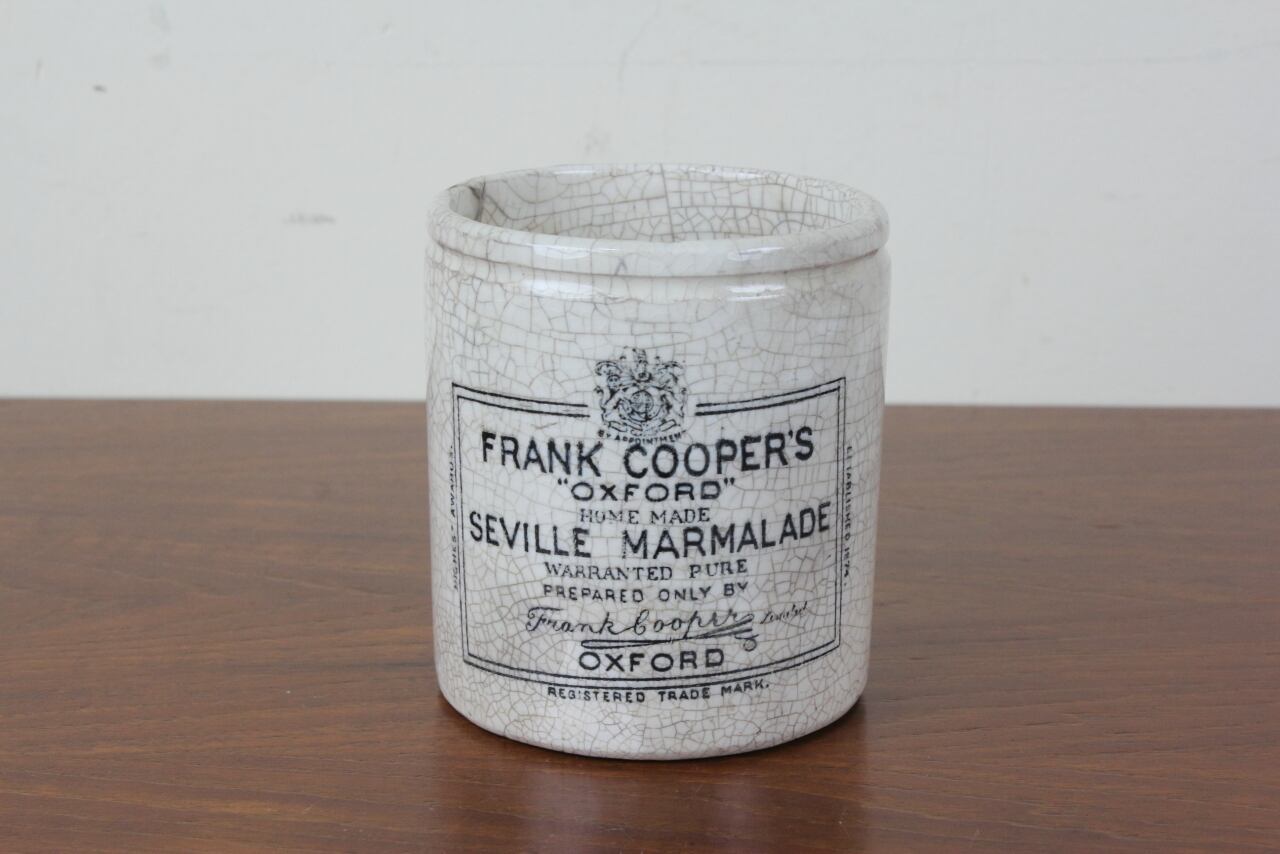 BY APPOINTMENT
FRANK COOPER'S
"OXFORD"
HOME MADE
SEVILLE MARMALADE
WARRANTED PURE
PREPARED ONLY BY
Frank Cooper Limited
OXFORD
REGISTERED TRADE MARK.
HIGHEST AWARDS.
ESTABLISHED 1874.